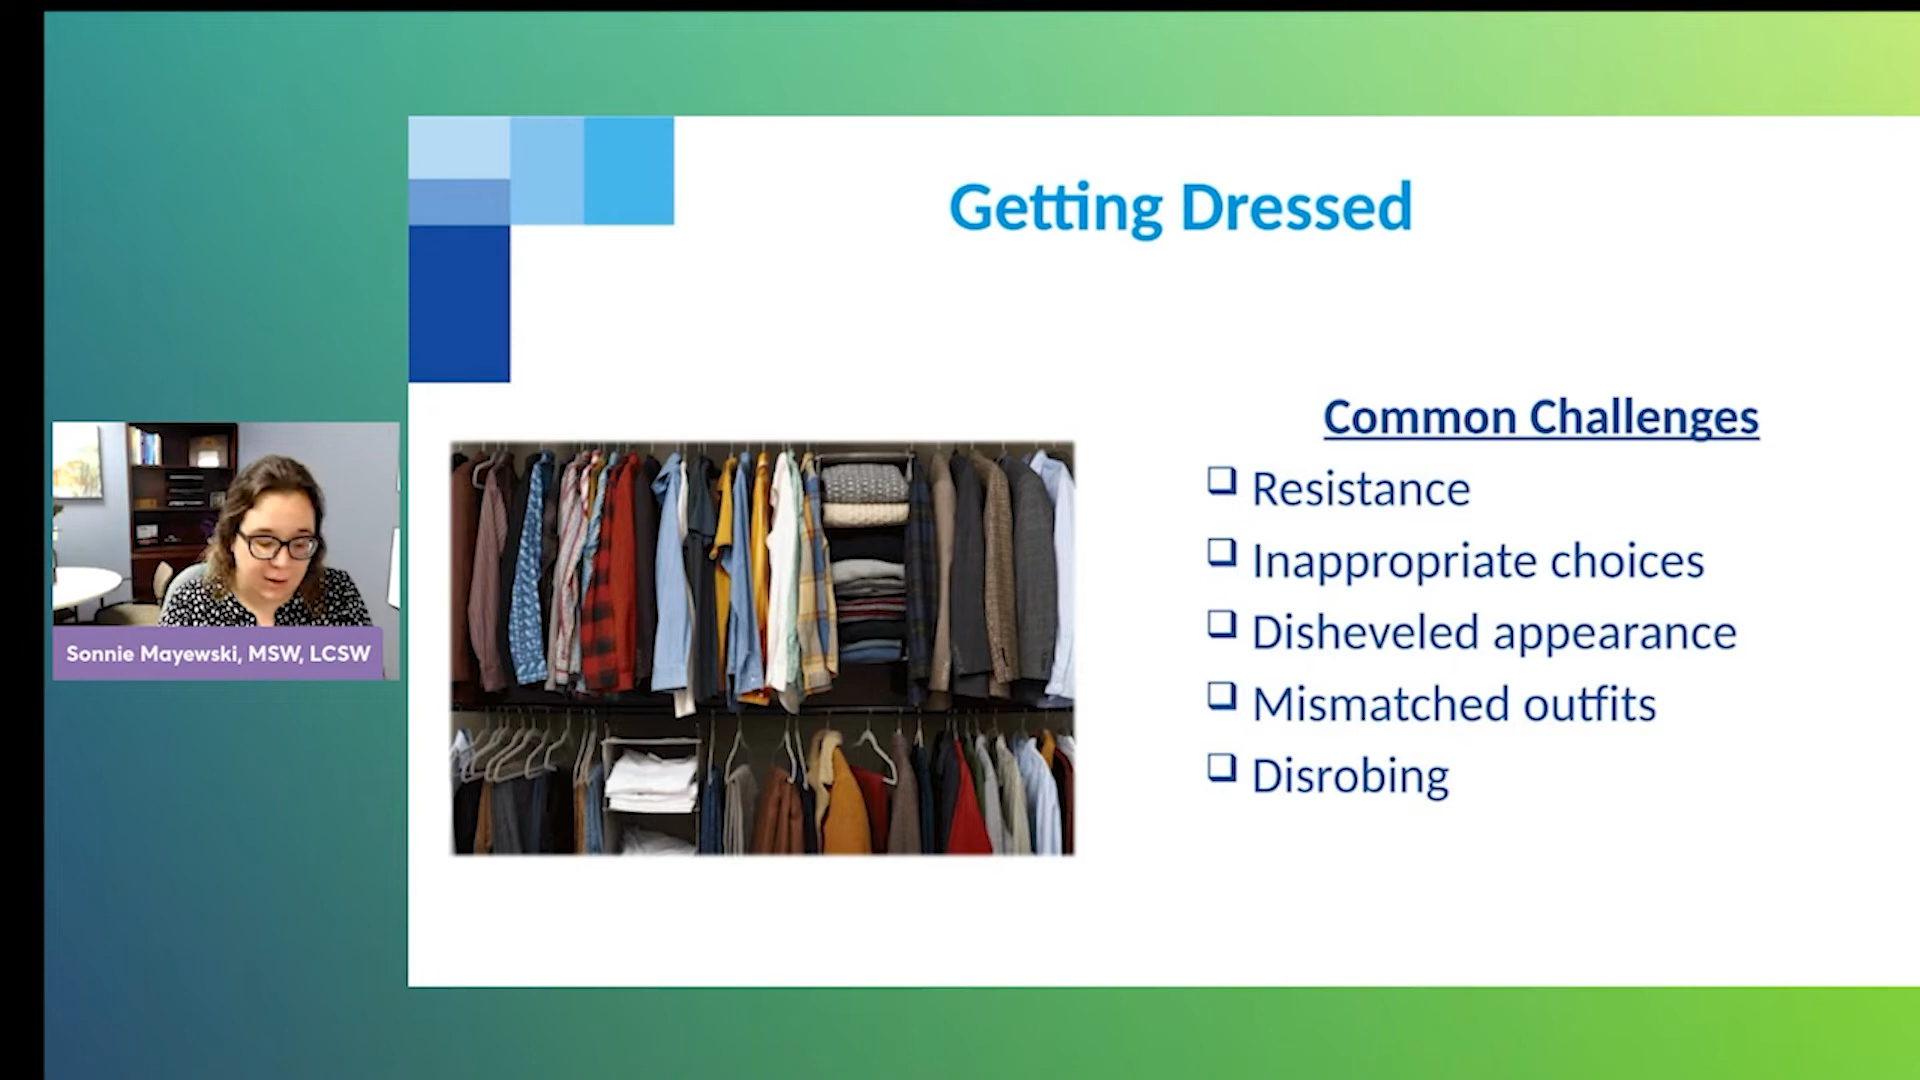 Getting Dressed
Common Challenges
Resistance
Inappropriate choices
Disheveled appearance
Mismatched outfits
Disrobing
Sonnie Mayewski, MSW, LCSW